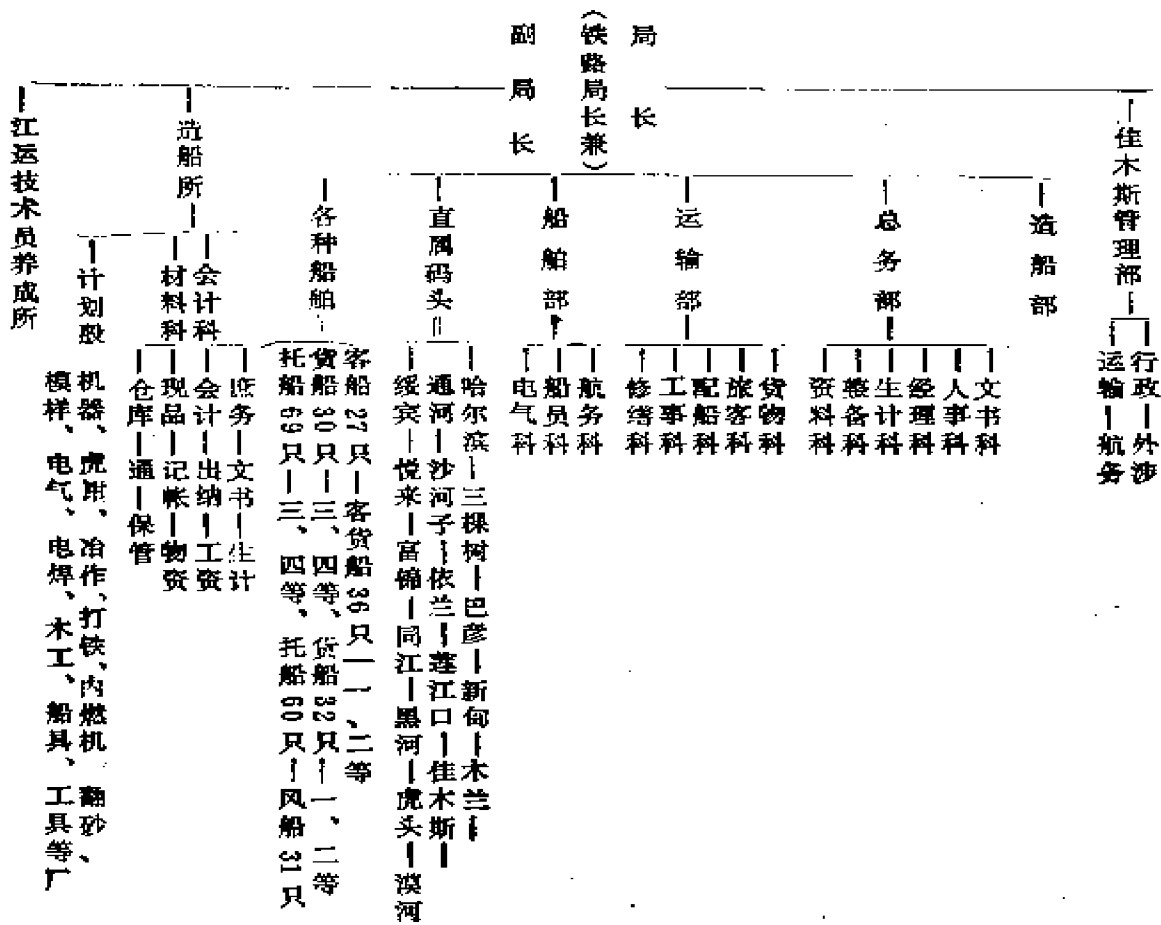 局长
(铁路局长兼)
副局长
佳木斯管理部
行政—外涉
运输—航务
造船部
总务部
文书科
人事科
经理科
生计科
整备科
资料科
运输部
货物科
旅客科
配船科
工事科
修缮科
船舶部
航务科
船员科
电气科
直属码头
哈尔滨—三棵树—巴彦—新甸—木兰—
通河—沙河子—依兰—莲江口—佳木斯—
绥宾—悦来—富锦—同江—黑河—虎头—漠河
各种船舶
客船27只—客货船36只—一、二等
货船30只—三、四等、货船32只—一、二等
托船69只—三、四等、托船60只—风船31只
造船所
会计科
庶务—文书—生计
会计—出纳—工资
材料科
现品—记帐—物资
仓库—通—保管
计划股
机器、虎钳、冶作、打铁、内燃机、翻砂、
模样、电气、电焊、木工、船具、工具等厂
江运技术员养成所